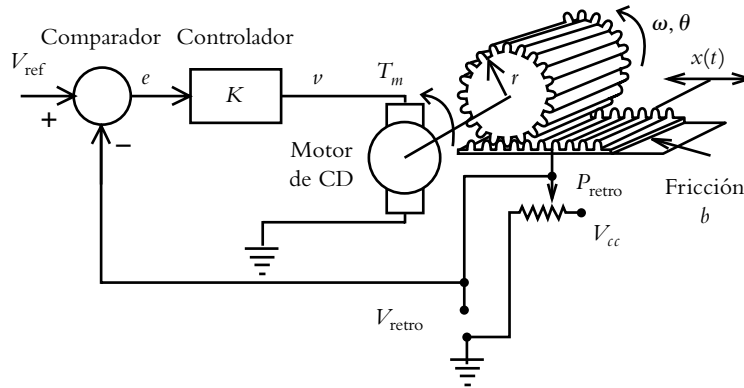 Comparador
Controlador
V_ref
e
K
v
T_m
r
ω, θ
x(t)
+
−
Motor
de CD
P_retro
Fricción
b
V_cc
V_retro